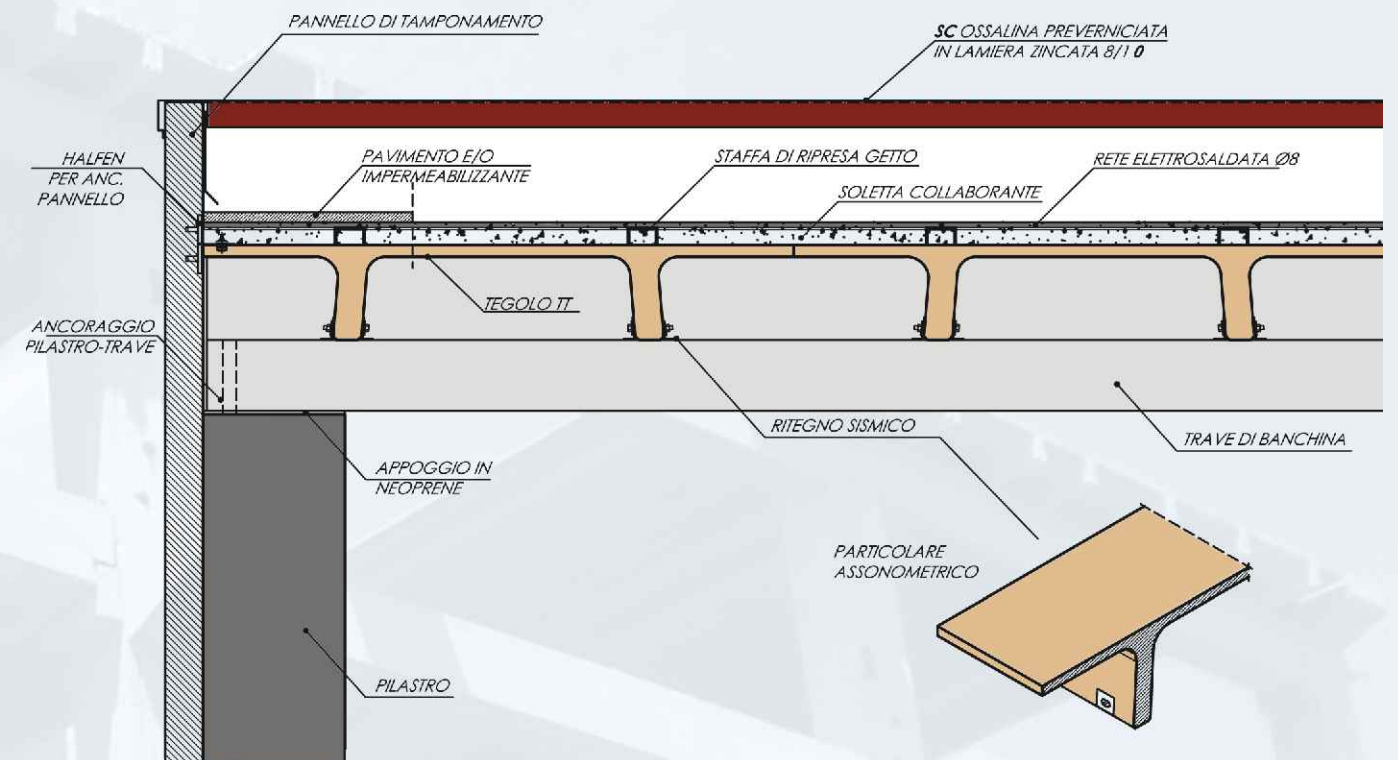 PANNELLO DI TAMPONAMENTO
SC OSSALINA PREVERNICIATA
IN LAMIERA ZINCATA 8/1 0
HALFEN
PER ANC.
PANNELLO
PAVIMENTO E/O
IMPERMEABILIZZANTE
STAFFA DI RIPRESA GETTO
RETE ELETTROSALDATA Ø8
SOLETTA COLLABORANTE
TEGOLO TT
ANCORAGGIO
PILASTRO-TRAVE
RITEGNO SISMICO
TRAVE DI BANCHINA
APPOGGIO IN
NEOPRENE
PARTICOLARE
ASSONOMETRICO
PILASTRO